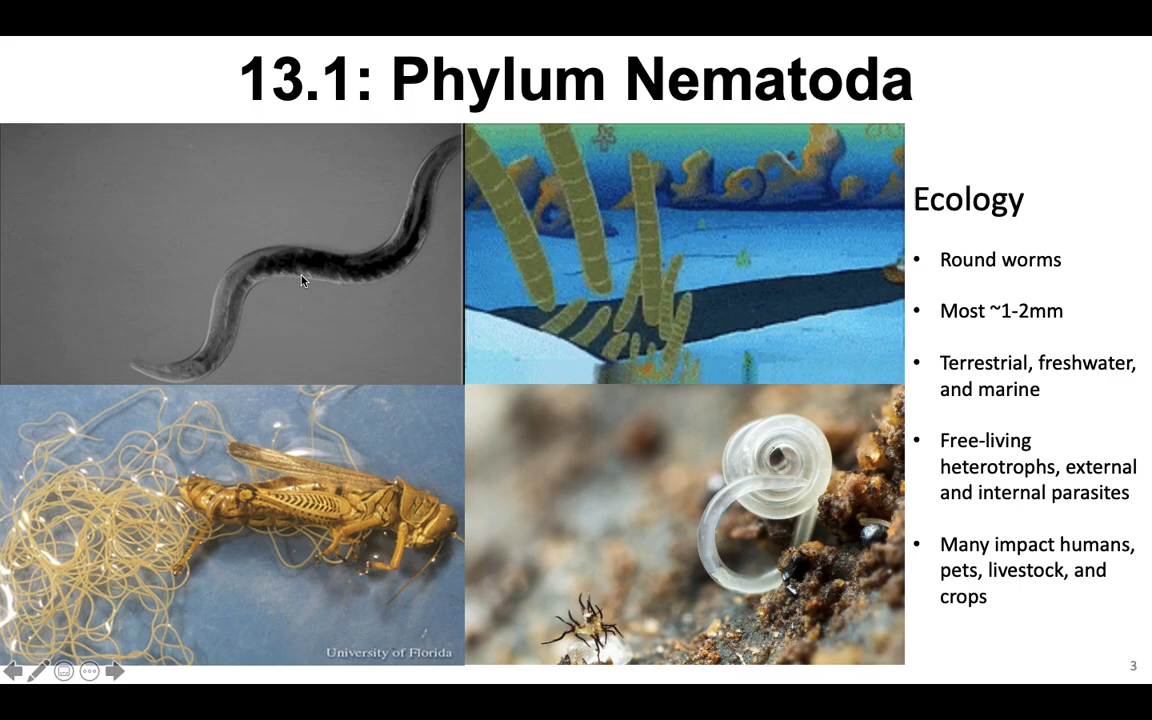 13.1: Phylum Nematoda
Ecology
• Round worms
• Most ~1-2mm
• Terrestrial, freshwater,
and marine
• Free-living
heterotrophs, external
and internal parasites
• Many impact humans,
pets, livestock, and
crops
University of Florida
3